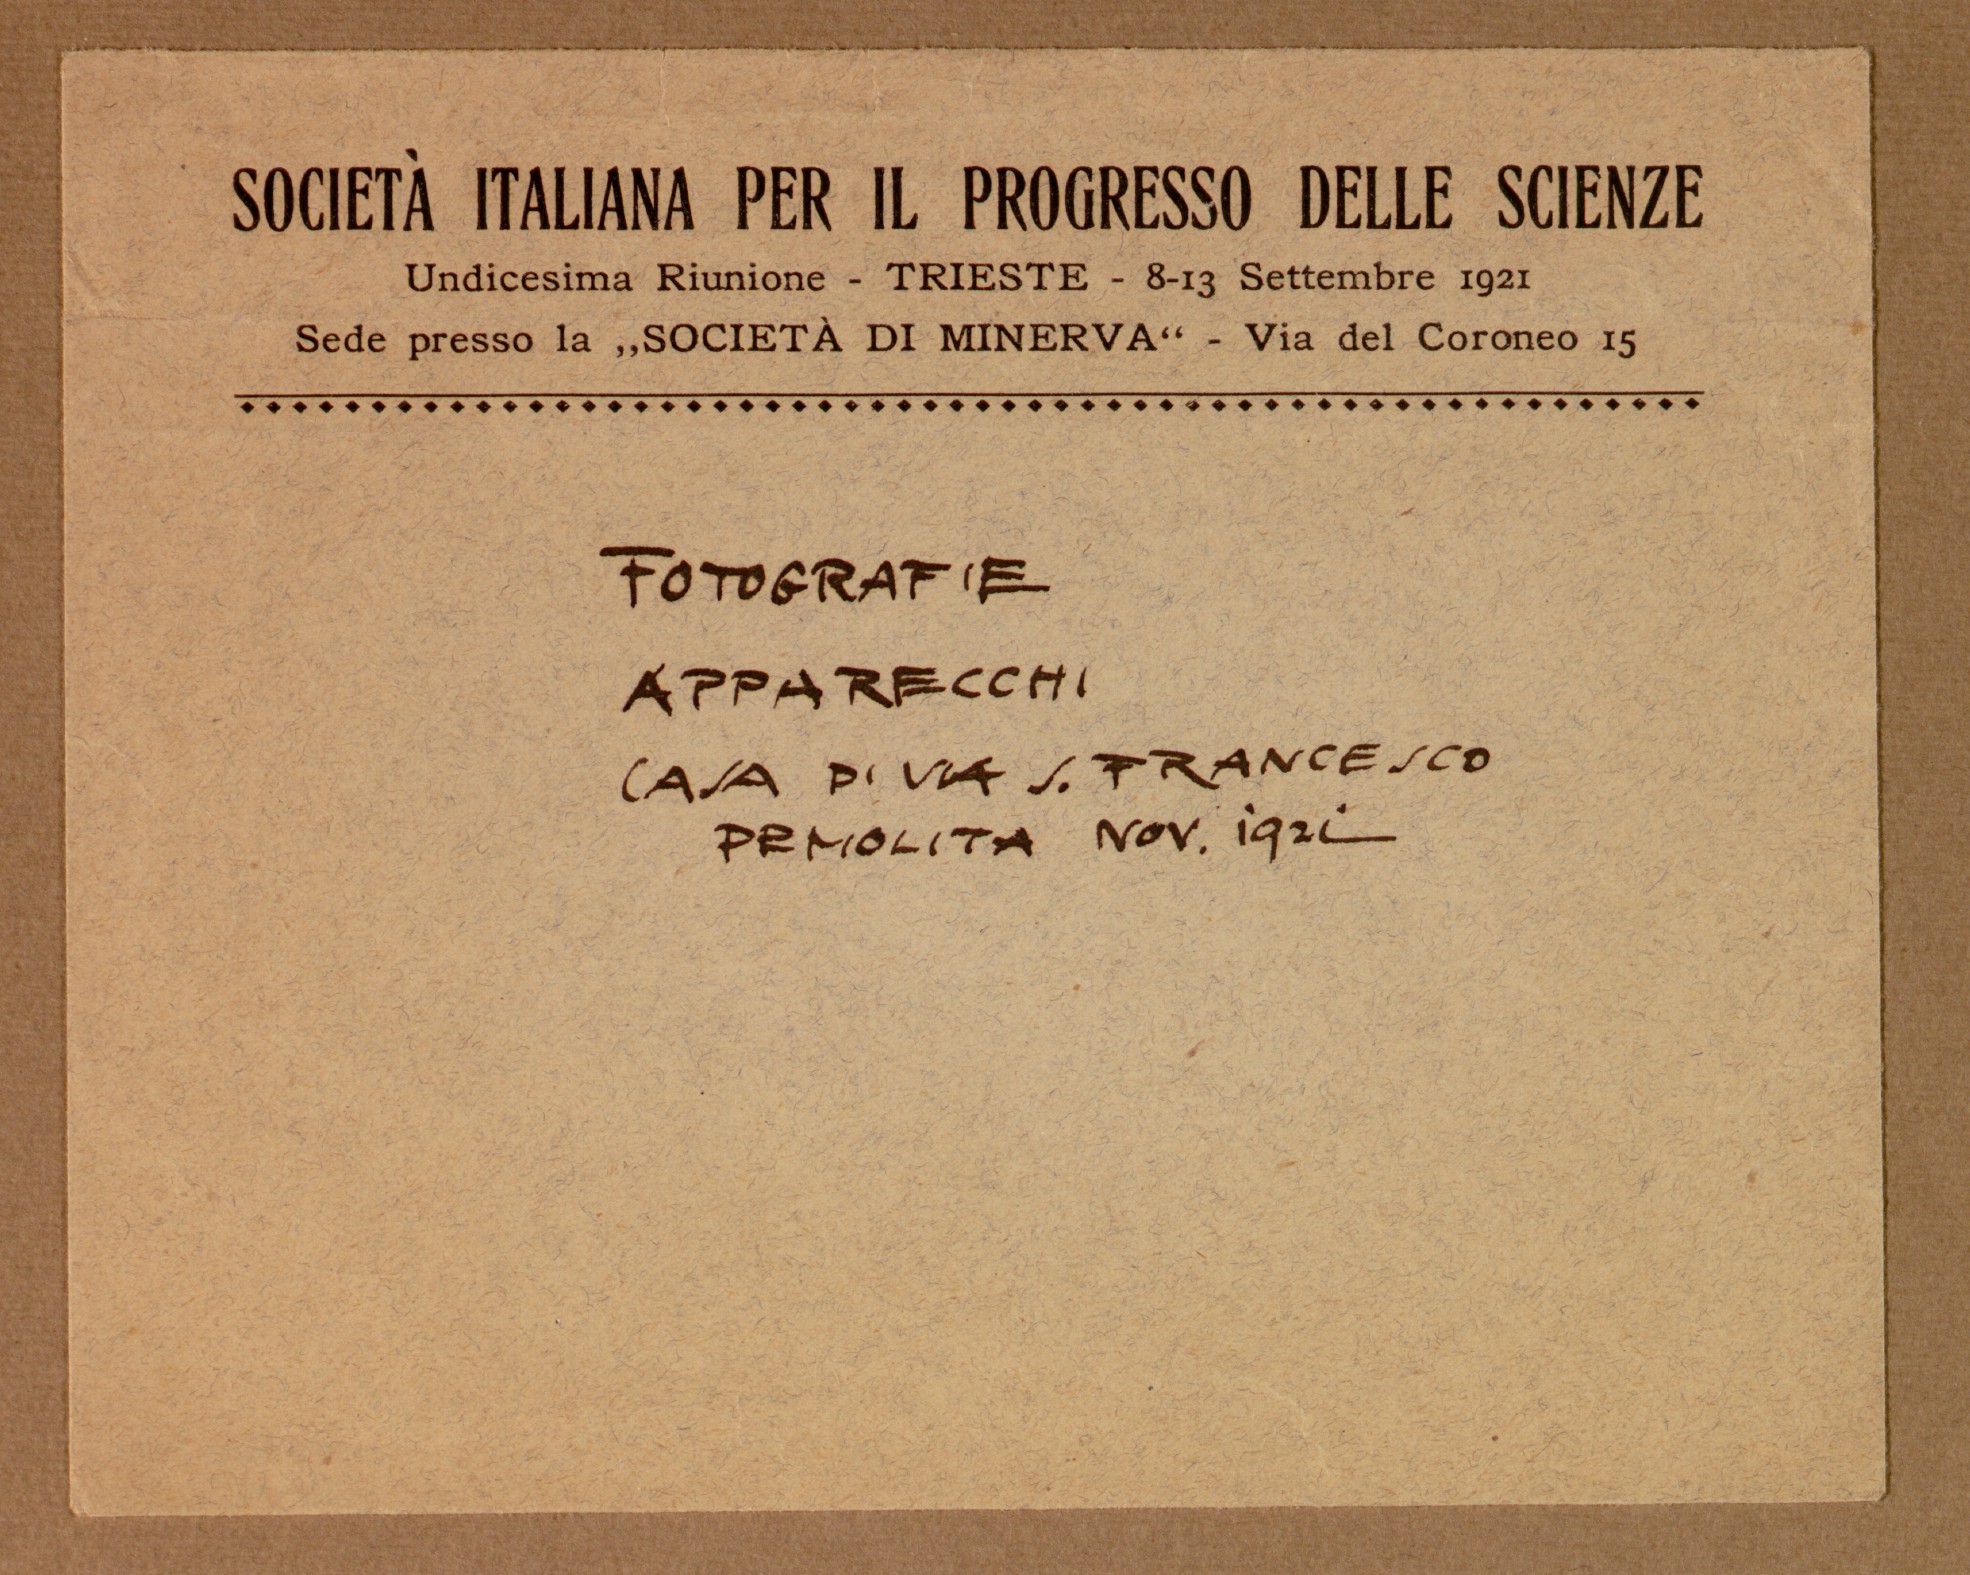 SOCIETÀ ITALIANA PER IL PROGRESSO DELLE SCIENZE
Undicesima Riunione - TRIESTE - 8-13 Settembre 1921
Sede presso la „SOCIETÀ DI MINERVA“ - Via del Coroneo 15
FOTOGRAFIE
APPARECCHI
CASA DI VIA S. FRANCESCO
DEMOLITA NOV. 1921